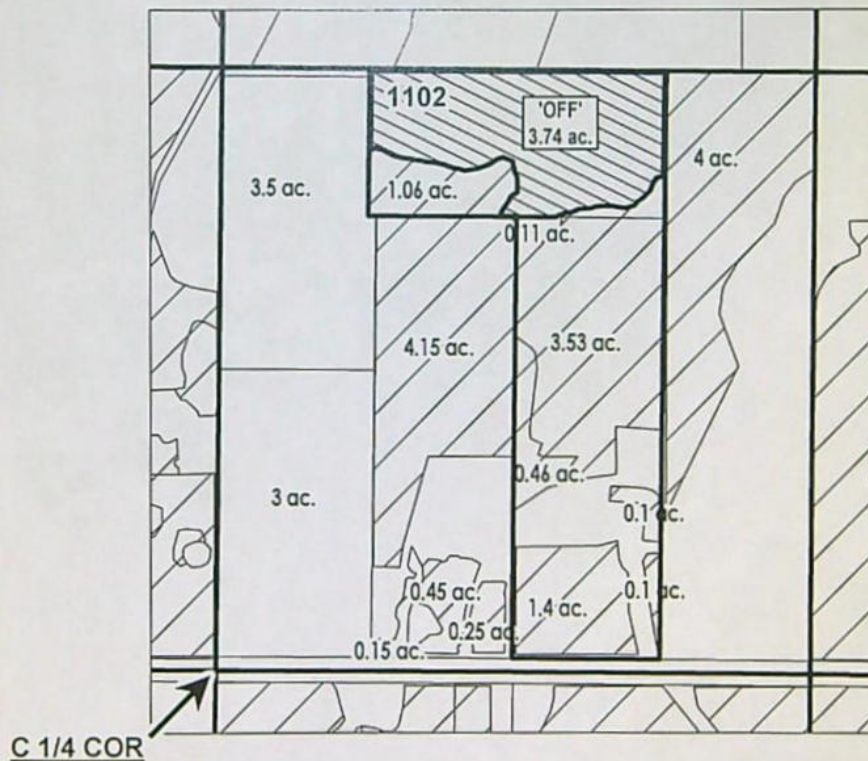 1102
'OFF'
3.74 ac.
4 ac.
3.5 ac.
1.06 ac.
0.11 ac.
4.15 ac.
3.53 ac.
0.46 ac.
3 ac.
0.1 ac.
0.45 ac.
0.1 ac.
1.4 ac.
0.25 ac.
0.15 ac.
C 1/4 COR